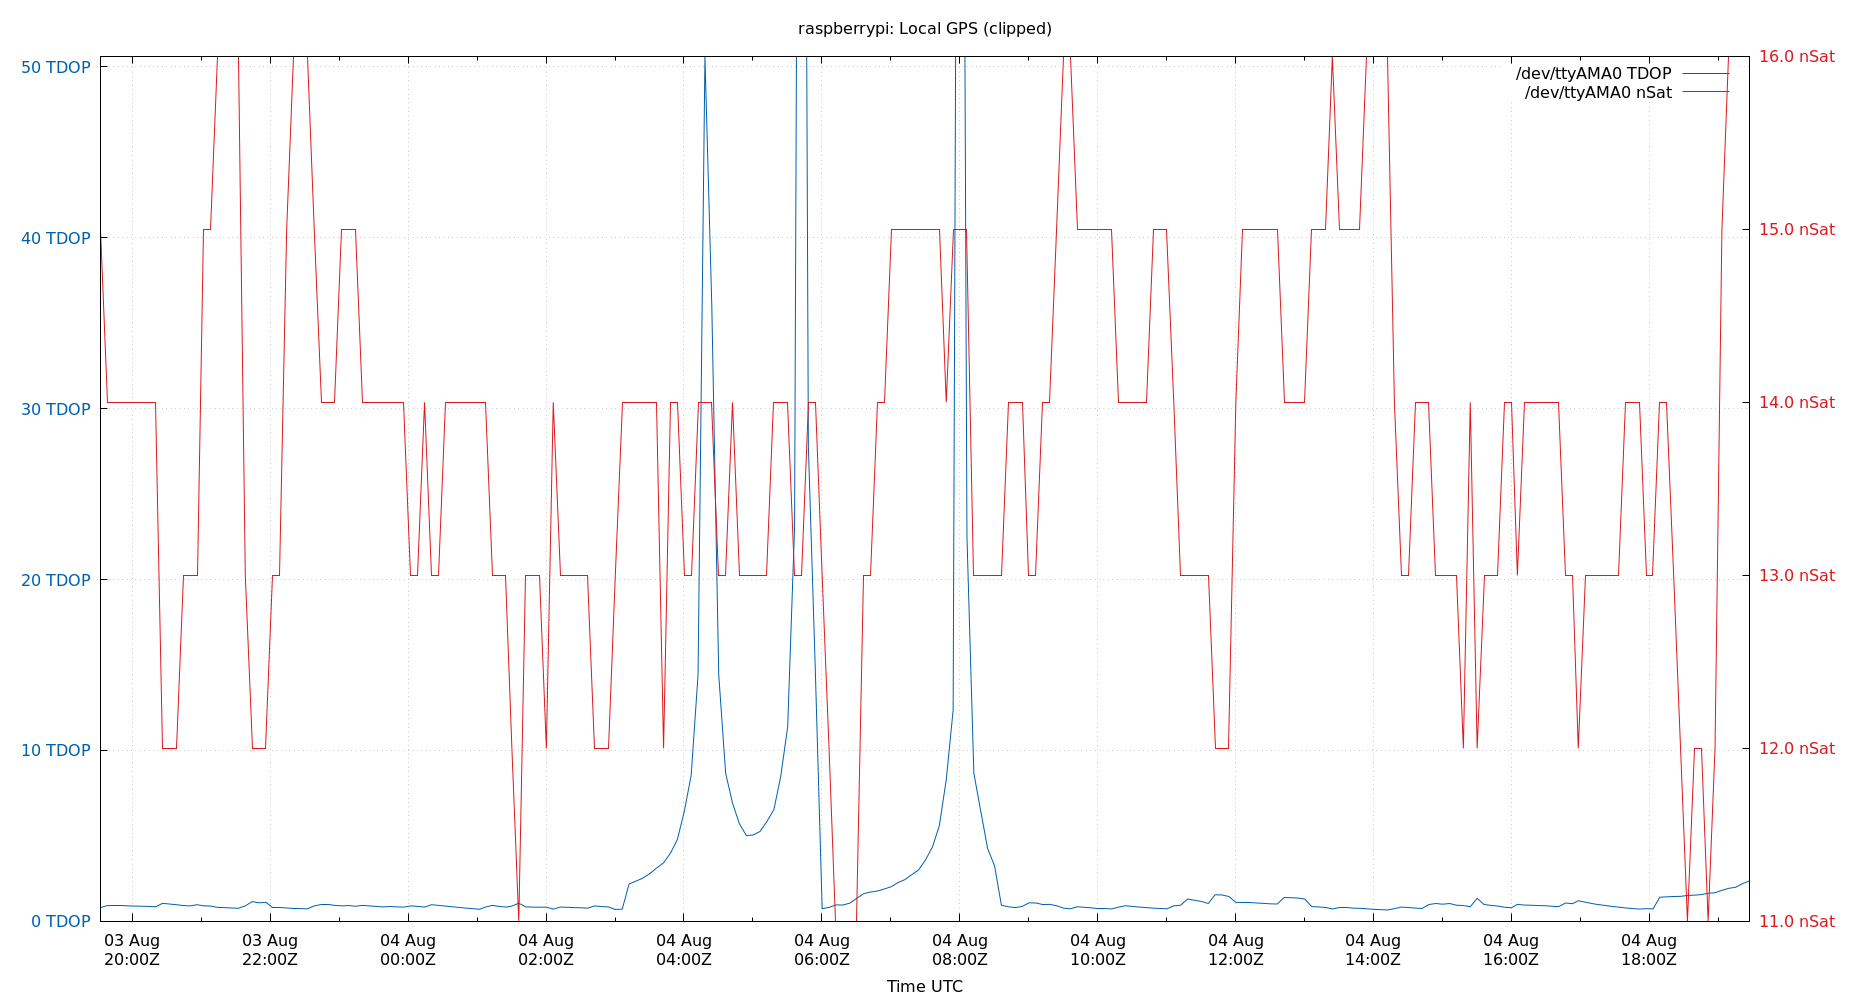 raspberrypi: Local GPS (clipped)
50 TDOP
40 TDOP
30 TDOP
20 TDOP
10 TDOP
0 TDOP
/dev/ttyAMA0 TDOP
/dev/ttyAMA0 nSat
16.0 nSat
15.0 nSat
14.0 nSat
13.0 nSat
12.0 nSat
11.0 nSat
03 Aug 03 Aug 04 Aug 04 Aug 04 Aug 04 Aug 04 Aug 04 Aug 04 Aug 04 Aug 04 Aug 04 Aug
20:00Z 22:00Z 00:00Z 02:00Z 04:00Z 06:00Z 08:00Z 10:00Z 12:00Z 14:00Z 16:00Z 18:00Z
Time UTC